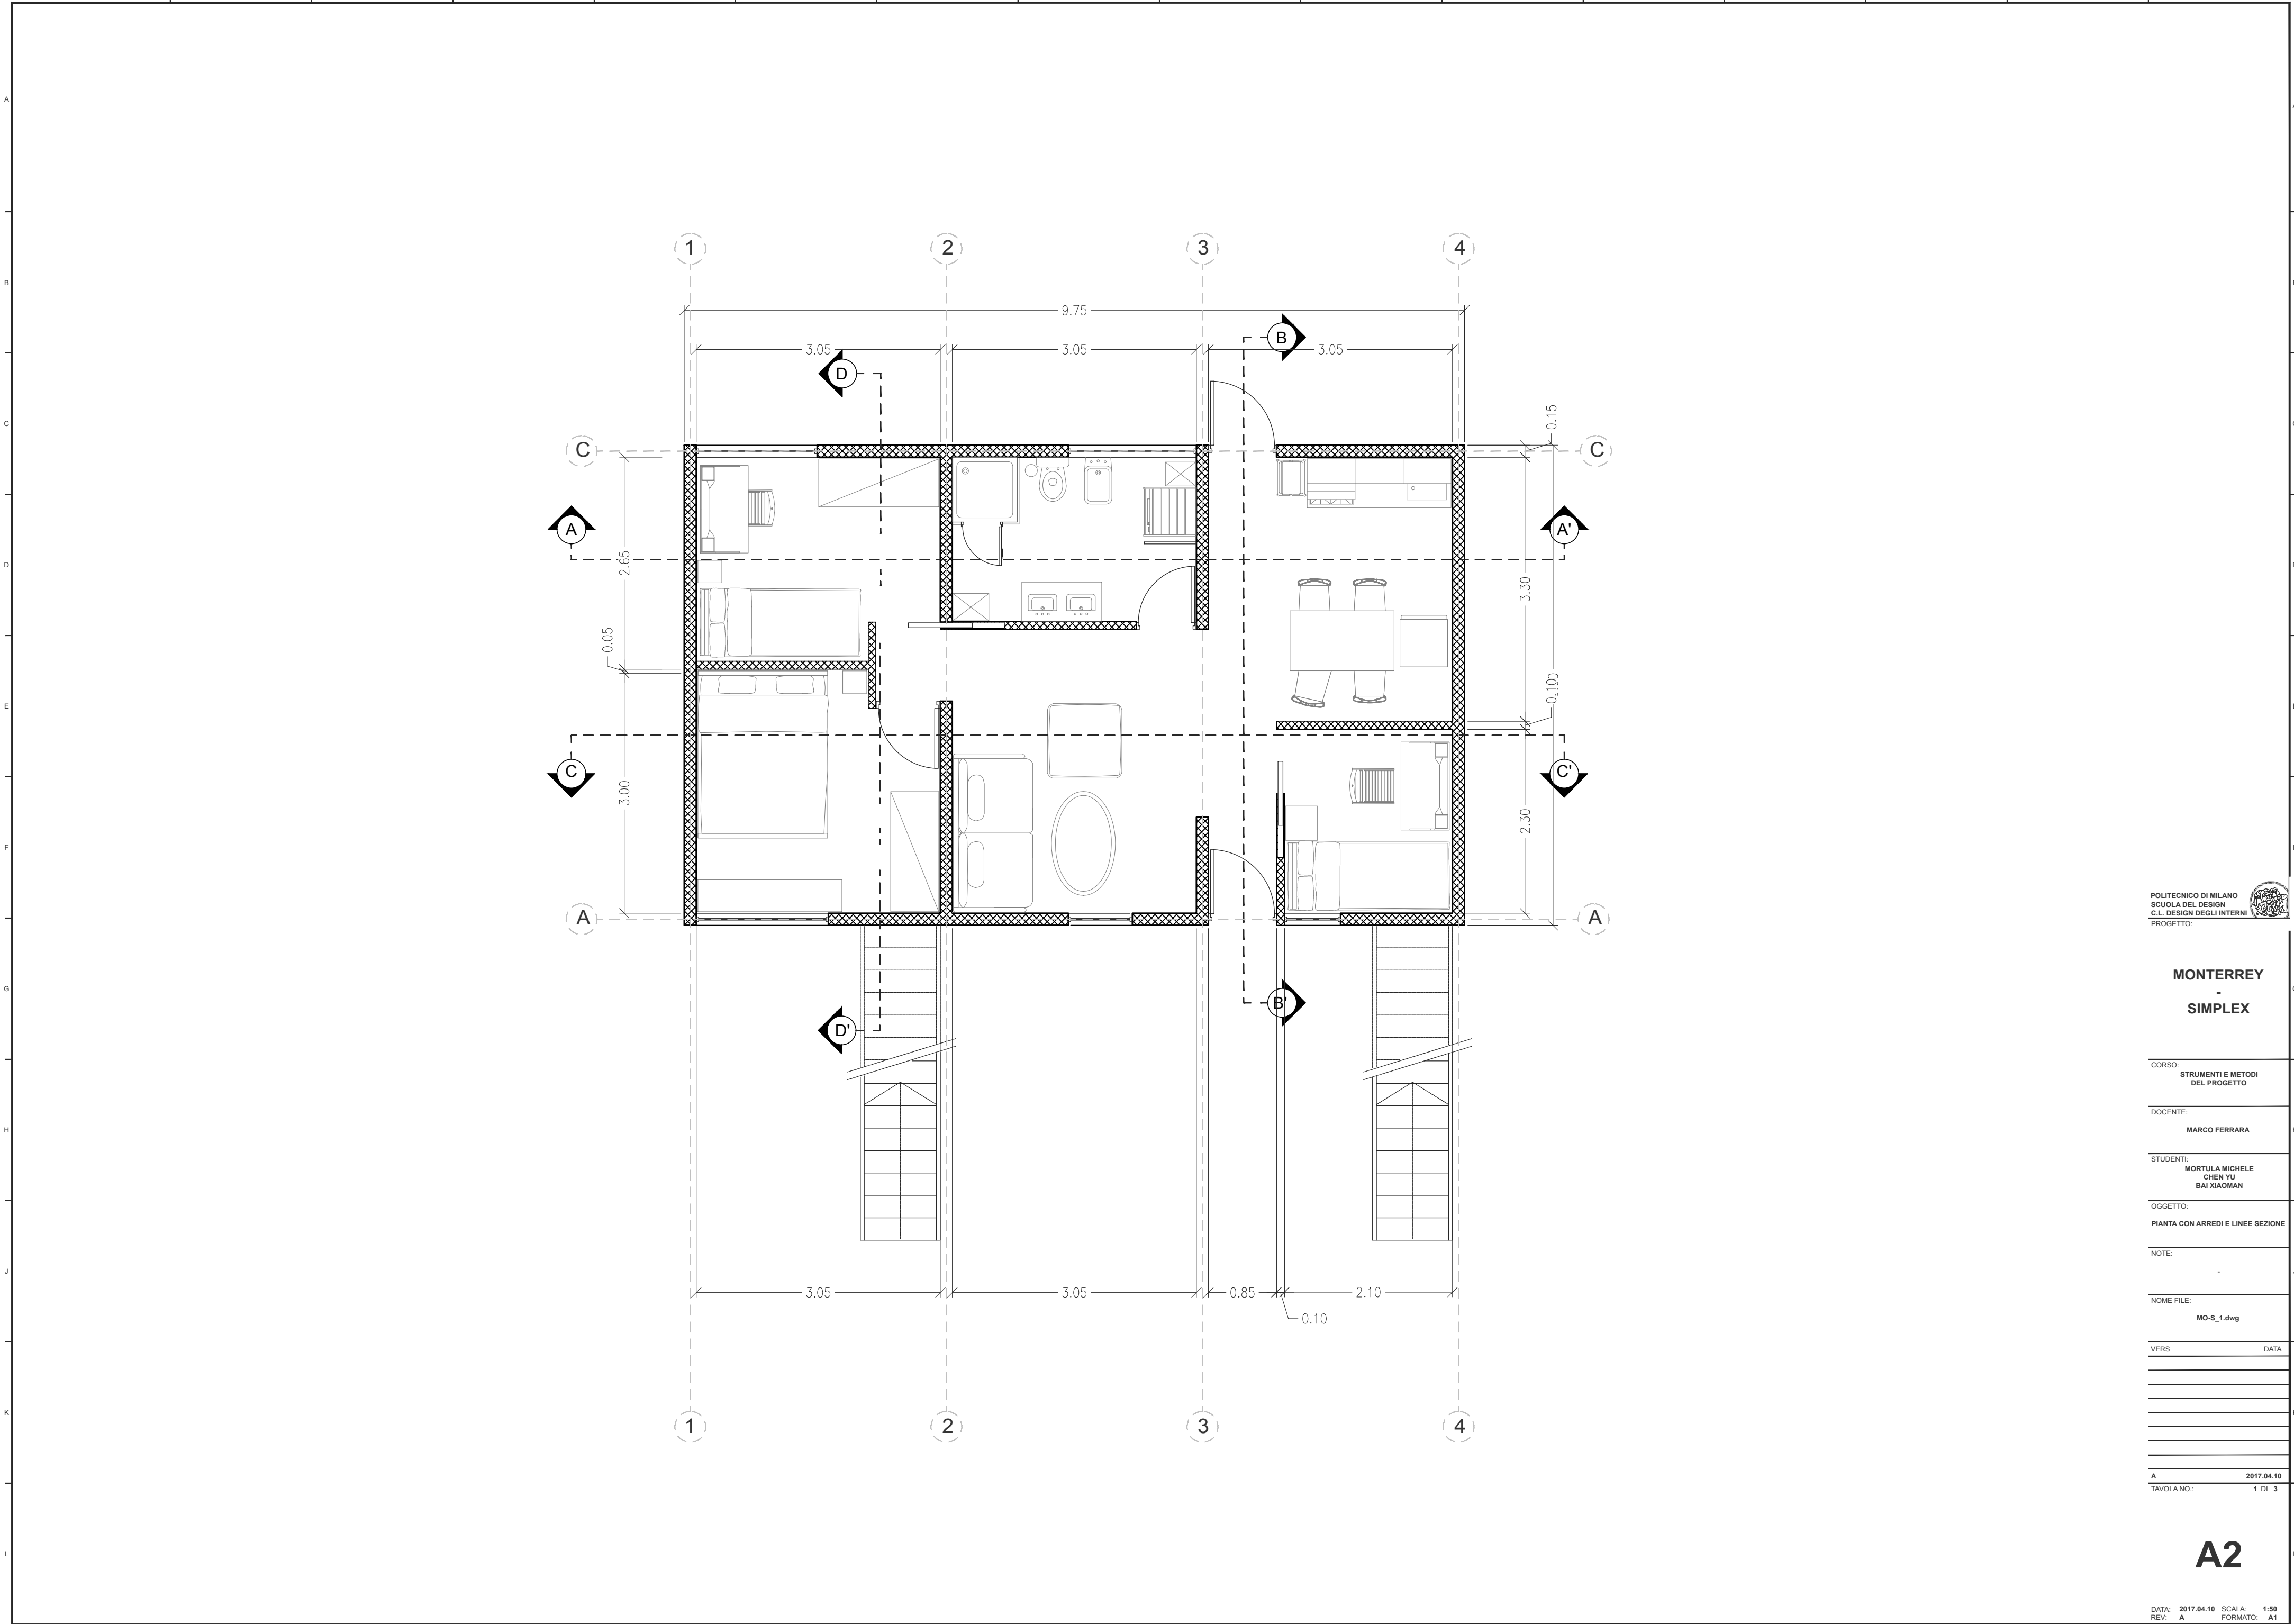 1 2 3 4
9.75
3.05 3.05 3.05
B
D
0.15
C C
A A'
2.65
3.30
0.05
0.100
C C'
3.00
2.30
A A
B'
D'
3.05 3.05 0.85 2.10
0.10
1 2 3 4
A
B
C
D
E
F
G
H
J
K
L
POLITECNICO DI MILANO
SCUOLA DEL DESIGN
C.L. DESIGN DEGLI INTERNI
PROGETTO:
MONTERREY
-
SIMPLEX
CORSO:
STRUMENTI E METODI
DEL PROGETTO
DOCENTE:
MARCO FERRARA
STUDENTI:
MORTULA MICHELE
CHEN YU
BAI XIAOMAN
OGGETTO:
PIANTA CON ARREDI E LINEE SEZIONE
NOTE:
-
NOME FILE:
MO-S_1.dwg
VERS DATA
A 2017.04.10
TAVOLA NO.: 1 DI 3
A2
DATA: 2017.04.10 SCALA: 1:50
REV: A FORMATO: A1